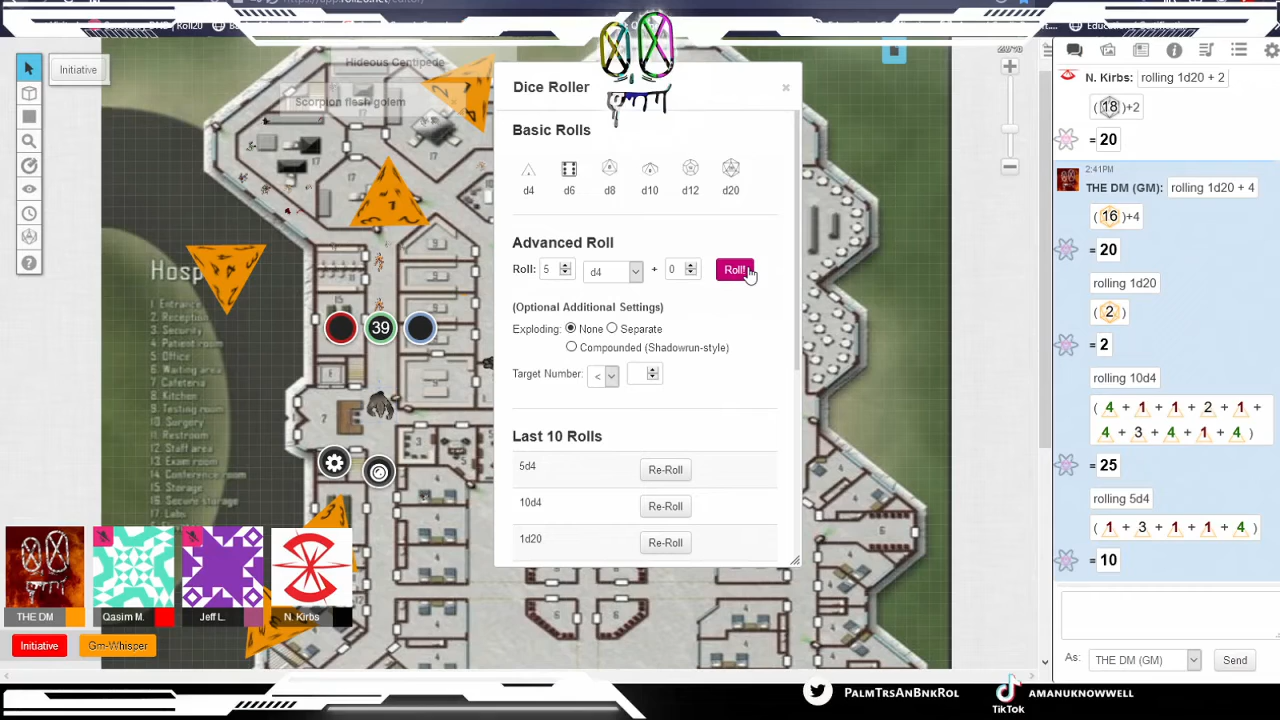 Initiative
Hideous Centipede
Scorpion flesh golem
Hosp
1. Entrance
2. Reception
3. Security
4. Patient room
5. Office
6. Waiting area
7. Cafeteria
8. Kitchen
9. Testing room
10. Surgery
11. Restroom
12. Staff area
13. Exam room
14. Conference room
15. Storage
16. Secure storage
17. Labs
39
Dice Roller
×
Basic Rolls
d4 d6 d8 d10 d12 d20
Advanced Roll
Roll: 5 d4 + 0 Roll!
(Optional Additional Settings)
Exploding: None Separate
Compounded (Shadowrun-style)
Target Number: <
Last 10 Rolls
5d4 Re-Roll
10d4 Re-Roll
1d20 Re-Roll
N. Kirbs: rolling 1d20 + 2
(18)+2
= 20
2:41PM
THE DM (GM): rolling 1d20 + 4
(16)+4
= 20
rolling 1d20
(2)
= 2
rolling 10d4
(4 + 1 + 1 + 2 + 1 +
4 + 3 + 4 + 1 + 4)
= 25
rolling 5d4
(1 + 3 + 1 + 1 + 4)
= 10
As: THE DM (GM) Send
THE DM Qasim M. Jeff L. N. Kirbs
Initiative Gm-Whisper
PalmTrsAnBnkRol
TikTok
amanuknowwell